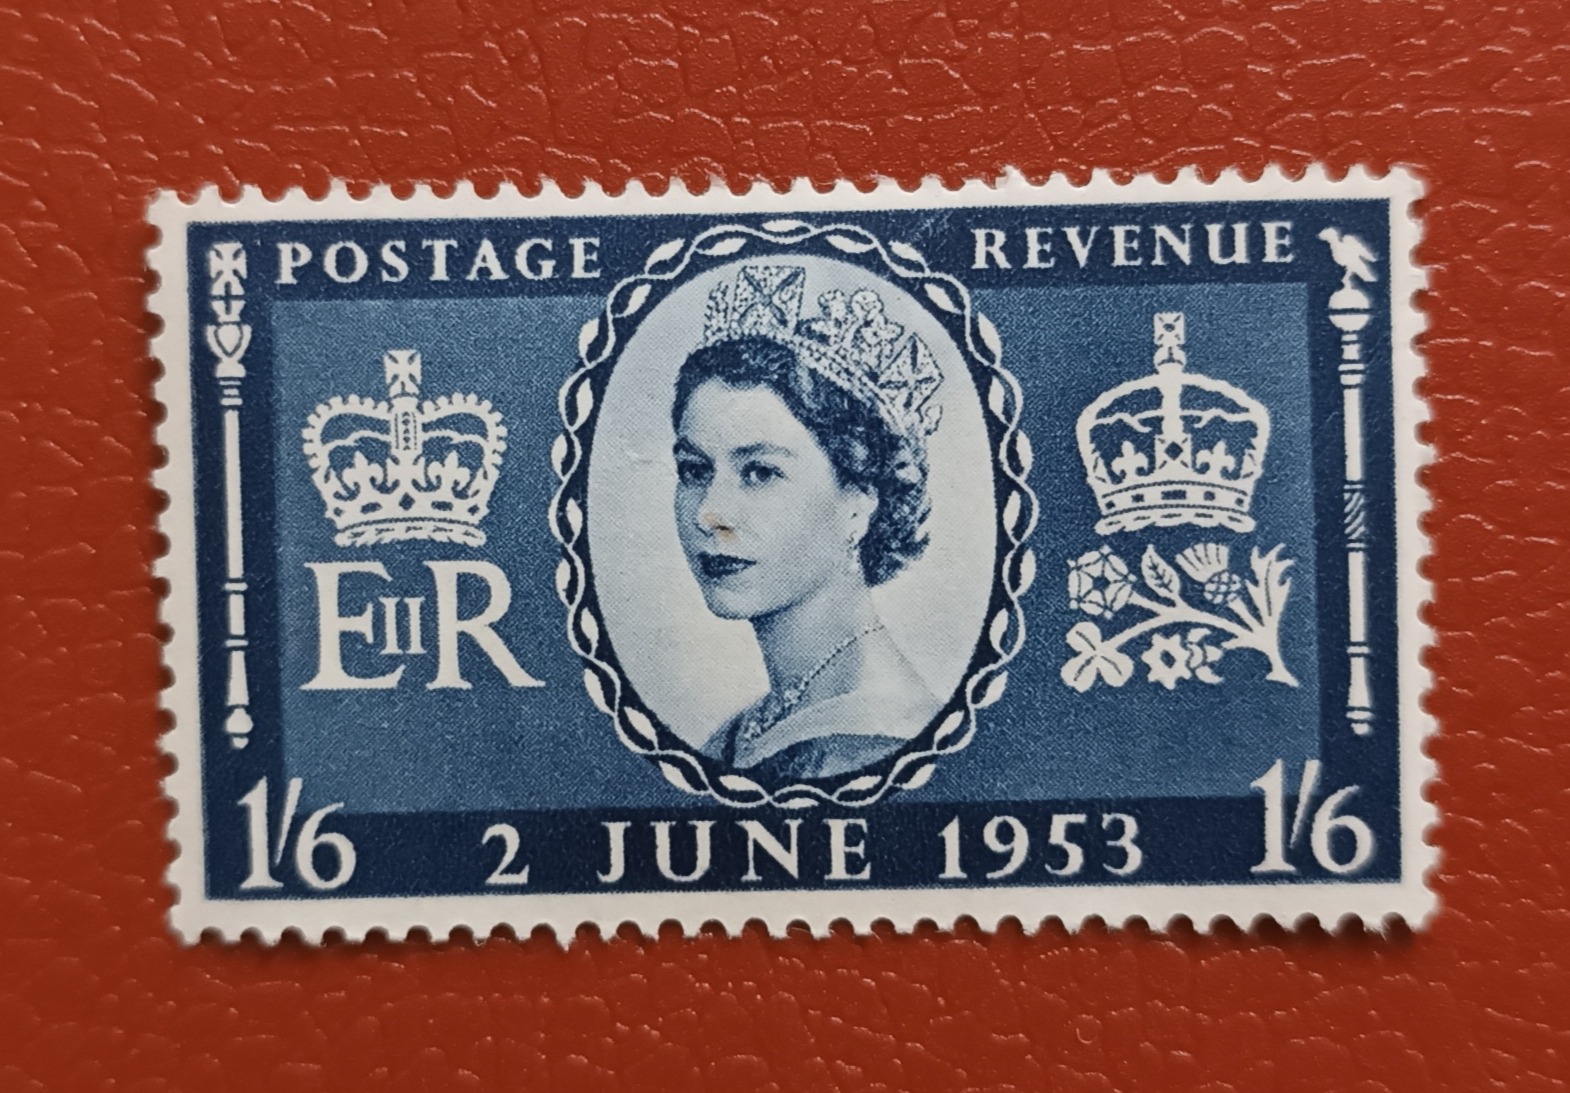 POSTAGE REVENUE
EIIR
1/6 2 JUNE 1953 1/6